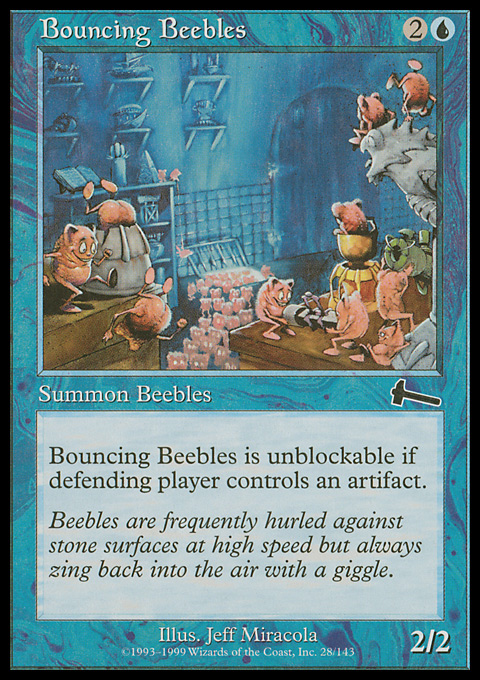 Bouncing Beebles 2
Summon Beebles
Bouncing Beebles is unblockable if
defending player controls an artifact.
Beebles are frequently hurled against
stone surfaces at high speed but always
zing back into the air with a giggle.
Illus. Jeff Miracola
©1993–1999 Wizards of the Coast, Inc. 28/143
2/2